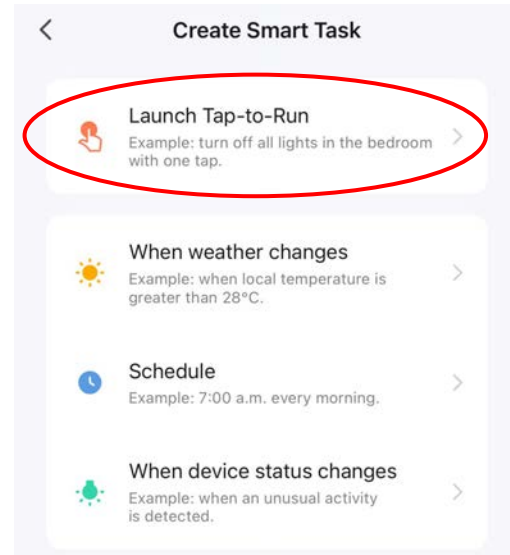 Create Smart Task
Launch Tap-to-Run
Example: turn off all lights in the bedroom
with one tap.
When weather changes
Example: when local temperature is
greater than 28°C.
Schedule
Example: 7:00 a.m. every morning.
When device status changes
Example: when an unusual activity
is detected.